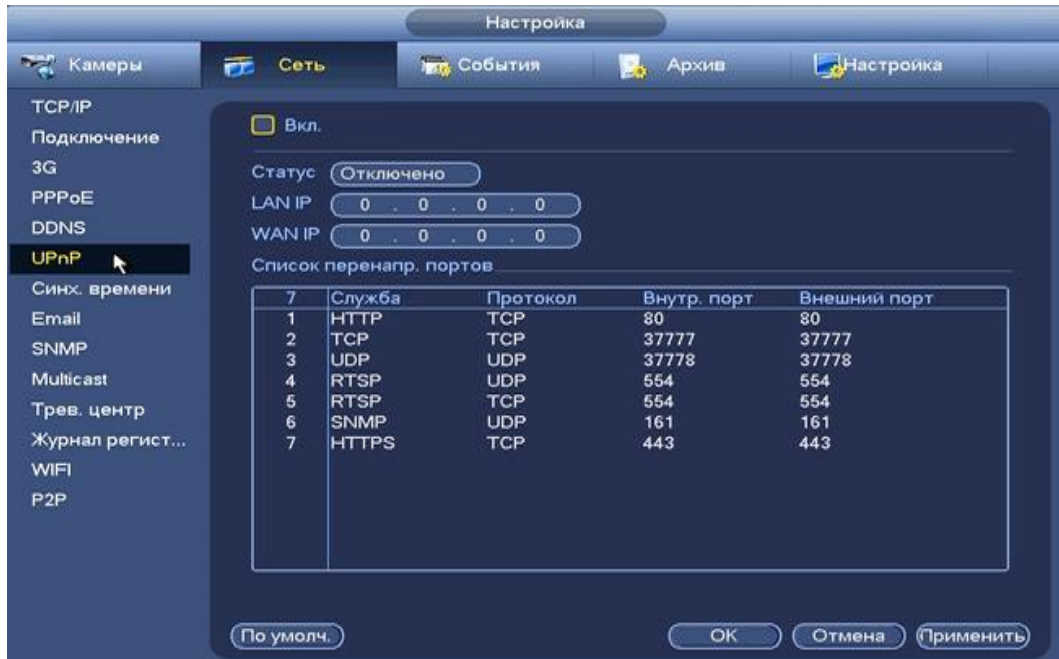 Настройка
Камеры
Сеть
События
Архив
Настройка
TCP/IP
Подключение
3G
PPPoE
DDNS
UPnP
Синх. времени
Email
SNMP
Multicast
Трев. центр
Журнал регист...
WIFI
P2P
Вкл.
Статус Отключено
LAN IP 0 . 0 . 0 . 0
WAN IP 0 . 0 . 0 . 0
Список перенапр. портов
7 Служба Протокол Внутр. порт Внешний порт
1 HTTP TCP 80 80
2 TCP TCP 37777 37777
3 UDP UDP 37778 37778
4 RTSP UDP 554 554
5 RTSP TCP 554 554
6 SNMP UDP 161 161
7 HTTPS TCP 443 443
По умолч. OK Отмена Применить